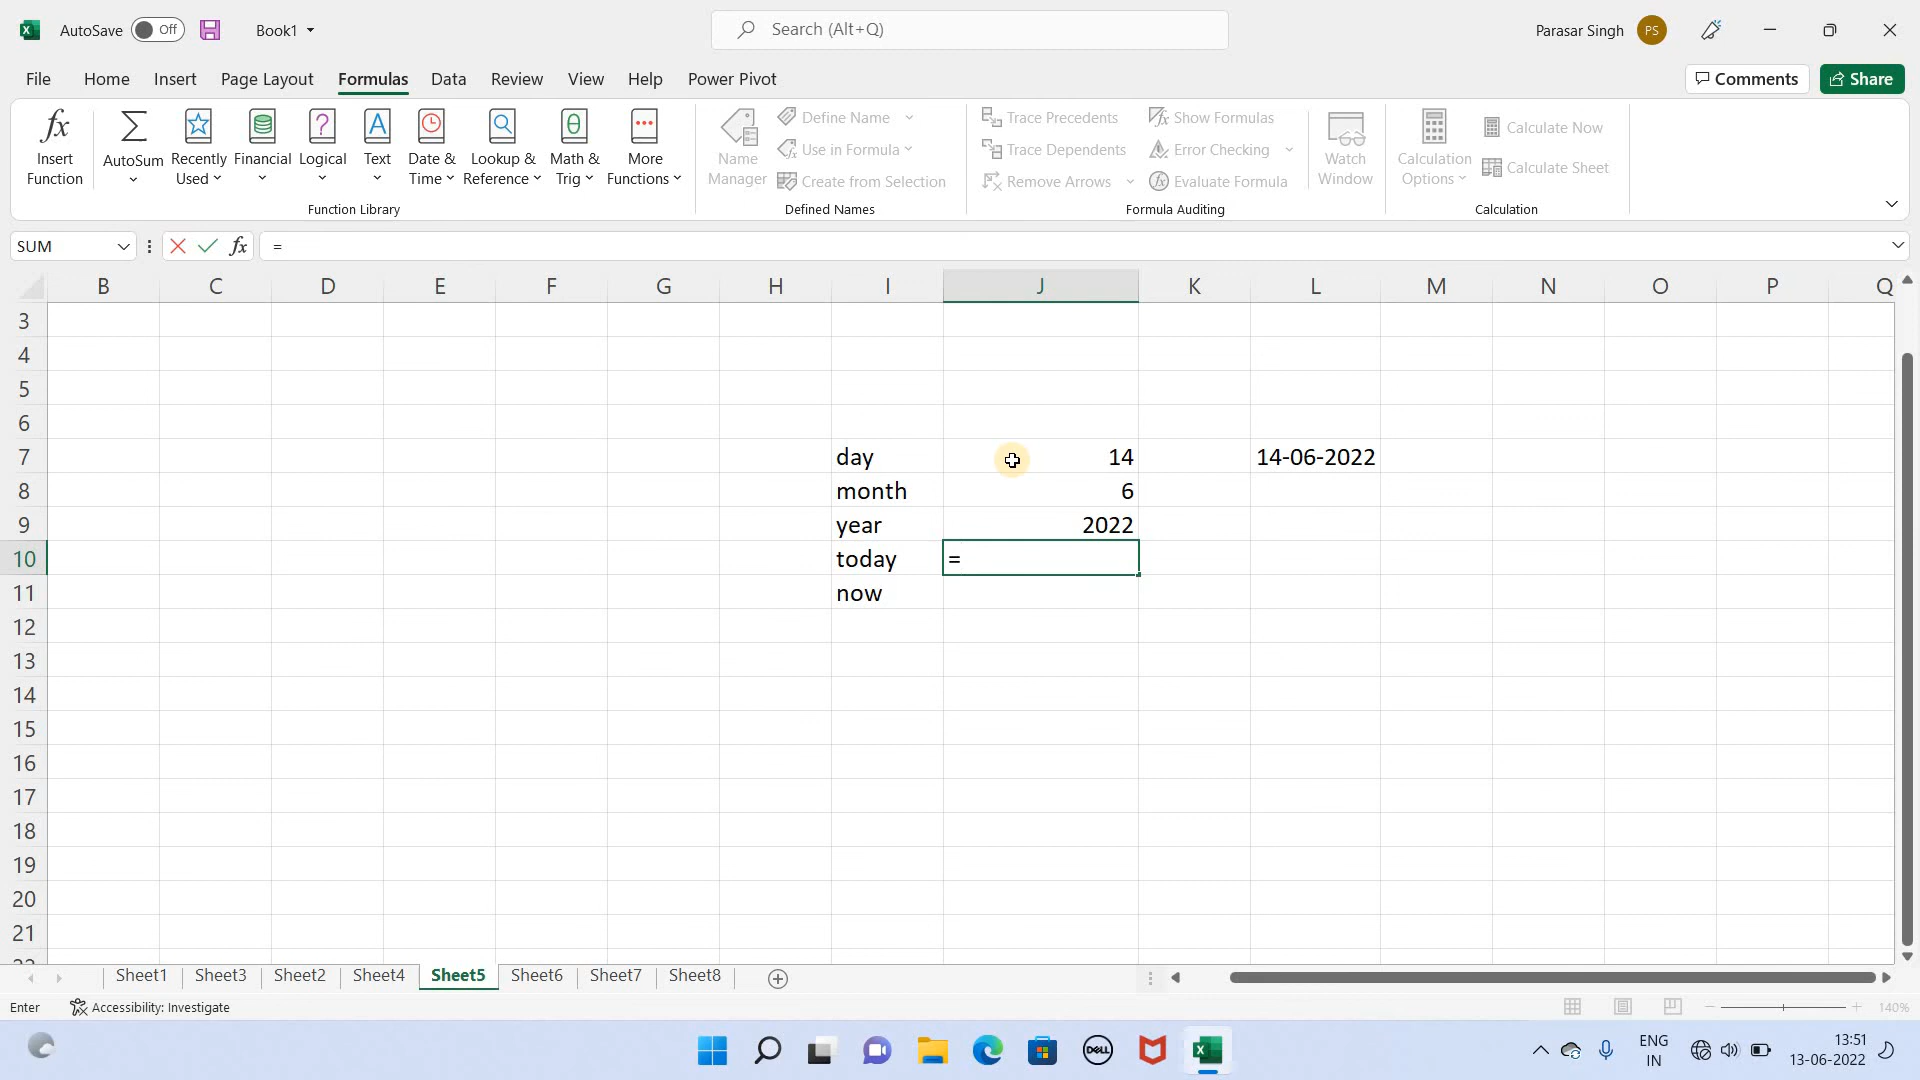 AutoSave Off Book1 Search (Alt+Q) Parasar Singh PS
File Home Insert Page Layout Formulas Data Review View Help Power Pivot Comments Share
Insert Function
AutoSum
Recently Used
Financial
Logical
Text
Date & Time
Lookup & Reference
Math & Trig
More Functions
Function Library
Name Manager
Define Name
Use in Formula
Create from Selection
Defined Names
Trace Precedents
Trace Dependents
Remove Arrows
Show Formulas
Error Checking
Evaluate Formula
Formula Auditing
Watch Window
Calculation Options
Calculate Now
Calculate Sheet
Calculation
SUM fx =
B C D E F G H I J K L M N O P Q
3
4
5
6
7 day 14 14-06-2022
8 month 6
9 year 2022
10 today =
11 now
12
13
14
15
16
17
18
19
20
21
22
Sheet1 Sheet3 Sheet2 Sheet4 Sheet5 Sheet6 Sheet7 Sheet8
Enter Accessibility: Investigate 140%
DELL
ENG IN
13:51
13-06-2022